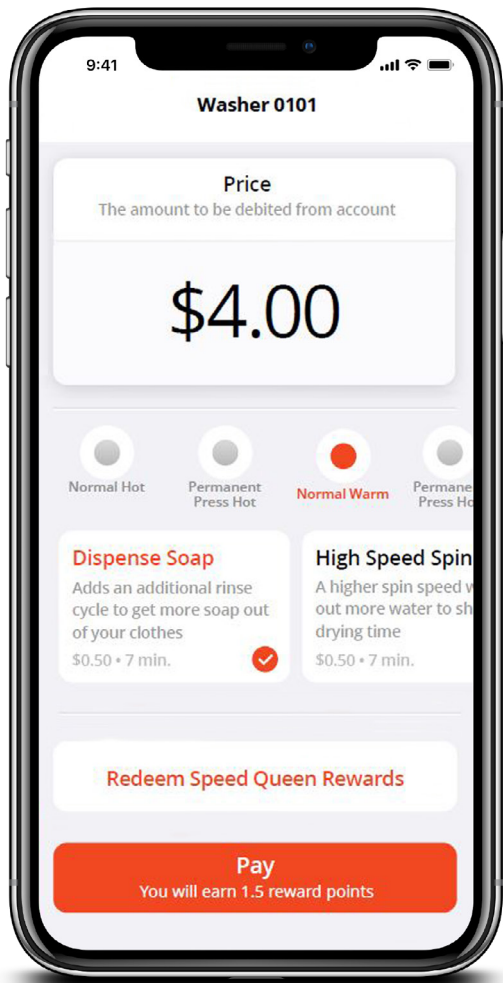 9:41
Washer 0101
Price
The amount to be debited from account
$4.00
Normal Hot
Permanent
Press Hot
Normal Warm
Permane
Press Ho
Dispense Soap
Adds an additional rinse
cycle to get more soap out
of your clothes
$0.50 • 7 min.
High Speed Spin
A higher spin speed w
out more water to sh
drying time
$0.50 • 7 min.
Redeem Speed Queen Rewards
Pay
You will earn 1.5 reward points